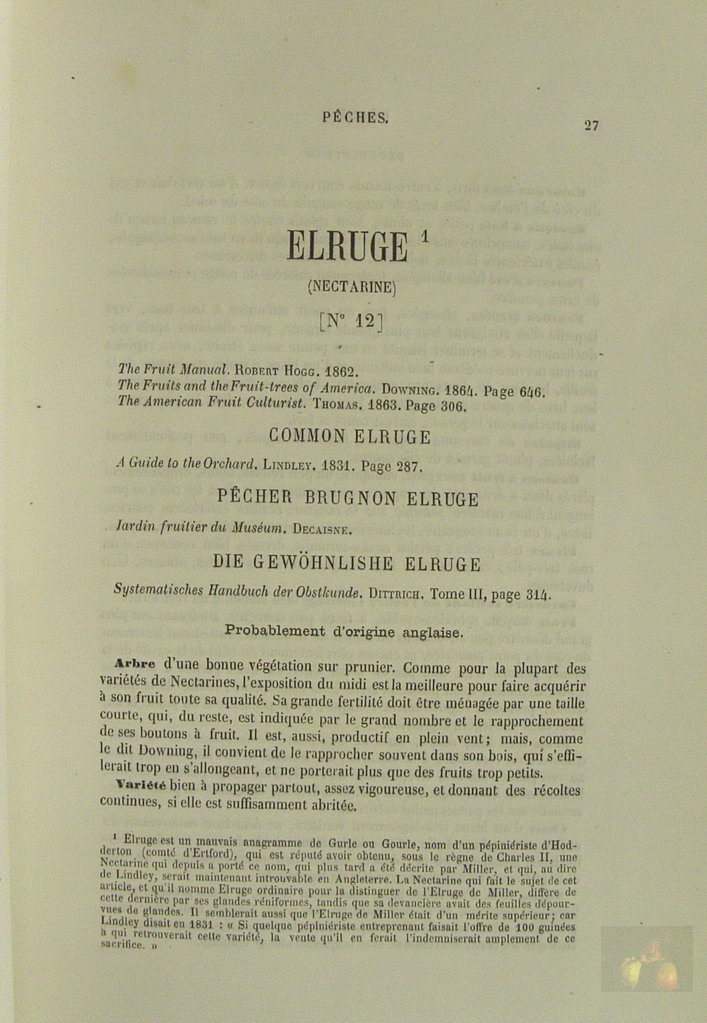 PÊCHES.
27
ELRUGE ¹
(NECTARINE)
[N° 12]
The Fruit Manual. ROBERT HOGG. 1862.
The Fruits and the Fruit-trees of America. DOWNING. 1864. Page 646.
The American Fruit Culturist. THOMAS. 1863. Page 306.
COMMON ELRUGE
A Guide to the Orchard. LINDLEY. 1831. Page 287.
PÊCHER BRUGNON ELRUGE
Jardin fruitier du Muséum. DECAISNE.
DIE GEWÖHNLISHE ELRUGE
Systematisches Handbuch der Obstkunde. DITTRICH. Tome III, page 314.
Probablement d'origine anglaise.
Arbre d'une bonne végétation sur prunier. Comme pour la plupart des
variétés de Nectarines, l'exposition du midi est la meilleure pour faire acquérir
à son fruit toute sa qualité. Sa grande fertilité doit être ménagée par une taille
courte, qui, du reste, est indiquée par le grand nombre et le rapprochement
de ses boutons à fruit. Il est, aussi, productif en plein vent; mais, comme
le dit Downing, il convient de le rapprocher souvent dans son bois, qui s'effi-
lerait trop en s'allongeant, et ne porterait plus que des fruits trop petits.
Variété bien à propager partout, assez vigoureuse, et donnant des récoltes
continues, si elle est suffisamment abritée.
¹ Elruge est un mauvais anagramme de Gurle ou Gourle, nom d'un pépiniériste d'Hod-
derton (comté d'Ertford), qui est réputé avoir obtenu, sous le règne de Charles II, une
Nectarine qui depuis a porté ce nom, qui plus tard a été décrite par Miller, et qui, au dire
de Lindley, serait maintenant introuvable en Angleterre. La Nectarine qui fait le sujet de cet
article, et qu'il nomme Elruge ordinaire pour la distinguer de l'Elruge de Miller, diffère de
cette dernière par ses glandes réniformes, tandis que sa devancière avait des feuilles dépour-
vues de glandes. Il semblerait aussi que l'Elruge de Miller était d'un mérite supérieur; car
Lindley disait en 1831 : « Si quelque pépiniériste entreprenant faisait l'offre de 100 guinées
à qui retrouverait cette variété, la vente qu'il en ferait l'indemniserait amplement de ce
sacrifice. »